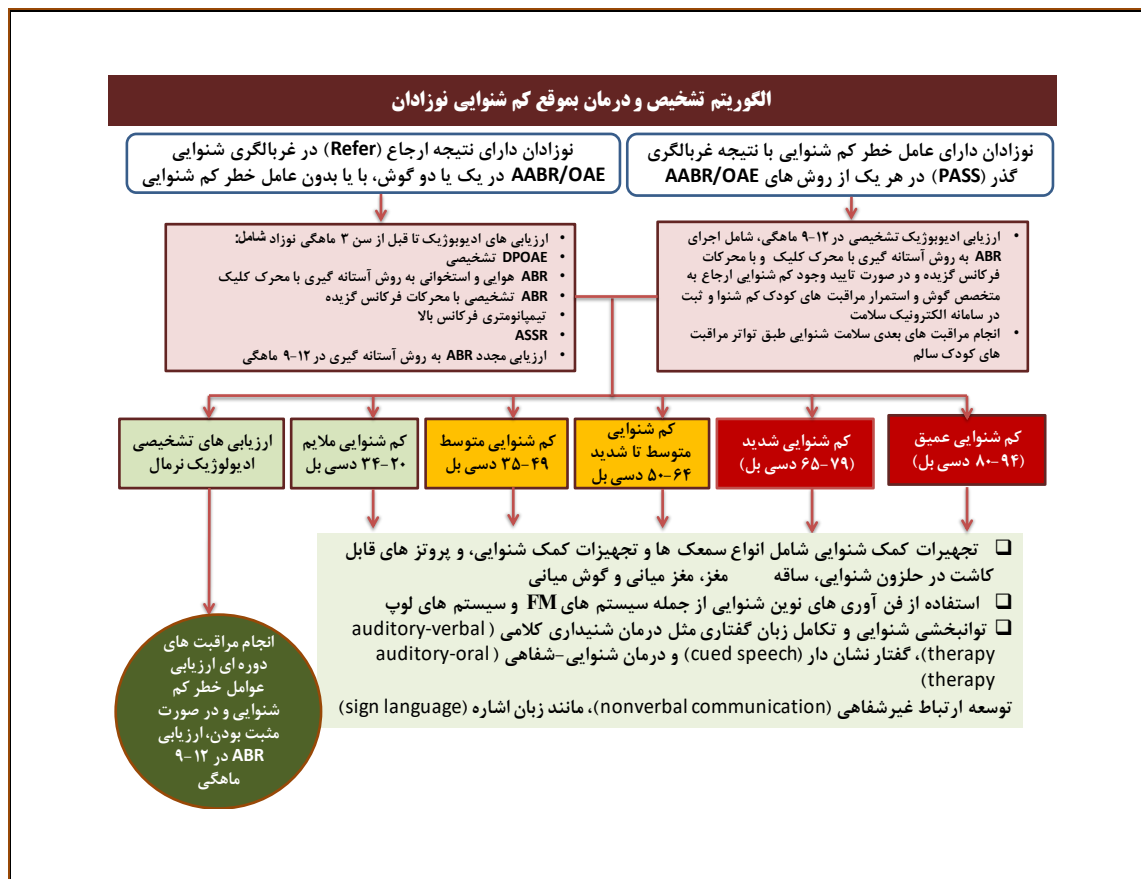 الگوریتم تشخیص و درمان بموقع کم شنوایی نوزادان
نوزادان دارای عامل خطر کم شنوایی با نتیجه غربالگری
گذر (PASS) در هر یک از روش های AABR/OAE
نوزادان دارای نتیجه ارجاع (Refer) در غربالگری شنوایی
AABR/OAE در یک یا دو گوش، با یا بدون عامل خطر کم شنوایی
• ارزیابی ادیوبوژیک تشخیصی در ۱۲-۹ ماهگی، شامل اجرای
ABR به روش آستانه گیری با محرک کلیک و با محرکات
فرکانس گزیده و در صورت تایید وجود کم شنوایی ارجاع به
متخصص گوش و استمرار مراقبت های کودک کم شنوا و ثبت
در سامانه الکترونیک سلامت
• انجام مراقبت های بعدی سلامت شنوایی طبق تواتر مراقبت
های کودک سالم
• ارزیابی های ادیوبوژیک تا قبل از سن ۳ ماهگی نوزاد شامل:
• DPOAE تشخیصی
• ABR هوایی و استخوانی به روش آستانه گیری با محرک کلیک
• ABR تشخیصی با محرکات فرکانس گزیده
• تیمپانومتری فرکانس بالا
• ASSR
• ارزیابی مجدد ABR به روش آستانه گیری در ۱۲-۹ ماهگی
کم شنوایی عمیق
(۹۴-۸۰ دسی بل)
کم شنوایی شدید
(۷۹-۶۵ دسی بل)
کم شنوایی
متوسط تا شدید
۶۴-۵۰ دسی بل
کم شنوایی متوسط
۴۹-۳۵ دسی بل
کم شنوایی ملایم
۲۰-۳۴ دسی بل
ارزیابی های تشخیصی
ادیولوژیک نرمال
❑ تجهیرات کمک شنوایی شامل انواع سمعک ها و تجهیزات کمک شنوایی، و پروتز های قابل
کاشت در حلزون شنوایی، ساقه مغز، مغز میانی و گوش میانی
❑ استفاده از فن آوری های نوین شنوایی از جمله سیستم های FM و سیستم های لوپ
❑ توانبخشی شنوایی و تکامل زبان گفتاری مثل درمان شنیداری کلامی (auditory-verbal
therapy)، گفتار نشان دار (cued speech) و درمان شنوایی-شفاهی (auditory-oral
therapy)
توسعه ارتباط غیرشفاهی (nonverbal communication)، مانند زبان اشاره (sign language)
انجام مراقبت های
دوره ای ارزیابی
عوامل خطر کم
شنوایی و در صورت
مثبت بودن، ارزیابی
ABR در ۱۲-۹
ماهگی